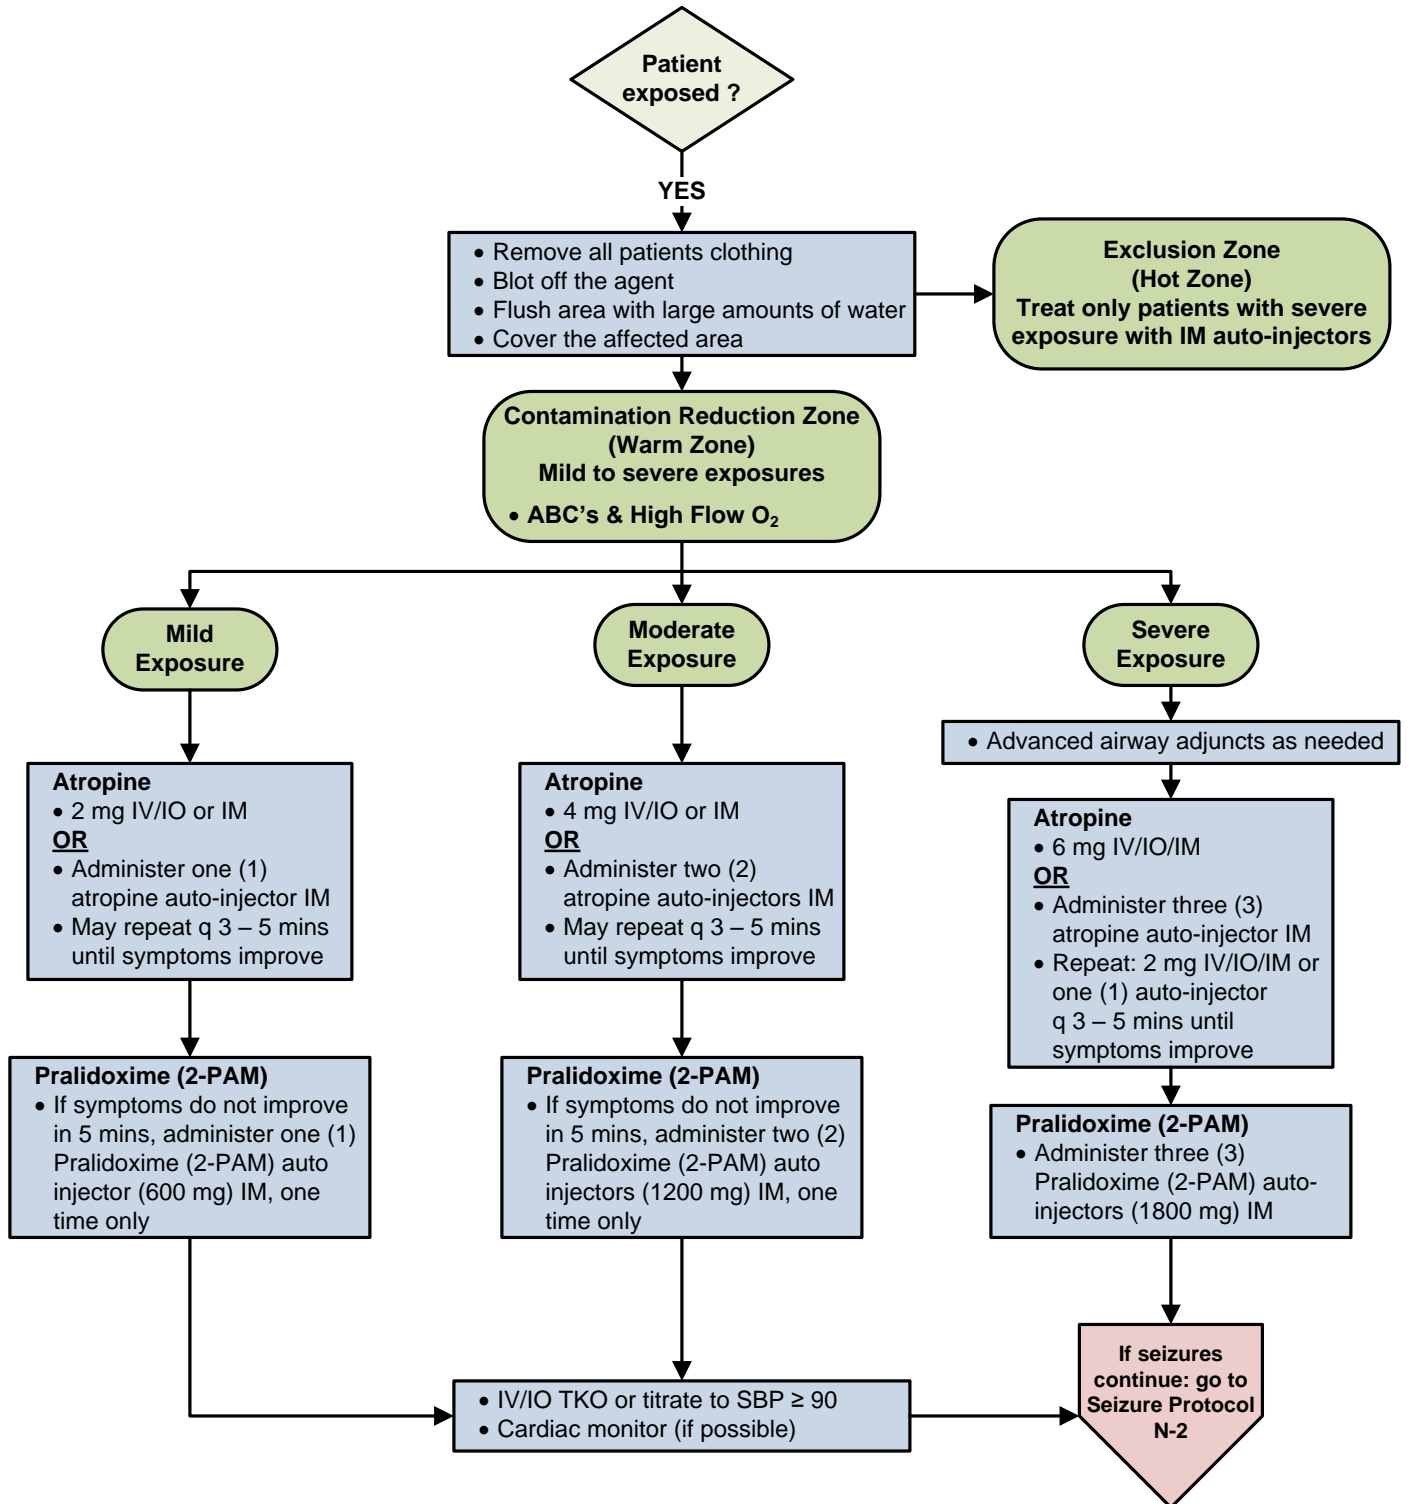 Patient
exposed ?
YES
• Remove all patients clothing
• Blot off the agent
• Flush area with large amounts of water
• Cover the affected area
Exclusion Zone
(Hot Zone)
Treat only patients with severe
exposure with IM auto-injectors
Contamination Reduction Zone
(Warm Zone)
Mild to severe exposures
• ABC’s & High Flow O₂
Mild
Exposure
Atropine
• 2 mg IV/IO or IM
OR
• Administer one (1)
atropine auto-injector IM
• May repeat q 3 – 5 mins
until symptoms improve
Pralidoxime (2-PAM)
• If symptoms do not improve
in 5 mins, administer one (1)
Pralidoxime (2-PAM) auto
injector (600 mg) IM, one
time only
Moderate
Exposure
Atropine
• 4 mg IV/IO or IM
OR
• Administer two (2)
atropine auto-injectors IM
• May repeat q 3 – 5 mins
until symptoms improve
Pralidoxime (2-PAM)
• If symptoms do not improve
in 5 mins, administer two (2)
Pralidoxime (2-PAM) auto
injectors (1200 mg) IM, one
time only
Severe
Exposure
• Advanced airway adjuncts as needed
Atropine
• 6 mg IV/IO/IM
OR
• Administer three (3)
atropine auto-injector IM
• Repeat: 2 mg IV/IO/IM or
one (1) auto-injector
q 3 – 5 mins until
symptoms improve
Pralidoxime (2-PAM)
• Administer three (3)
Pralidoxime (2-PAM) auto-
injectors (1800 mg) IM
• IV/IO TKO or titrate to SBP ≥ 90
• Cardiac monitor (if possible)
If seizures
continue: go to
Seizure Protocol
N-2